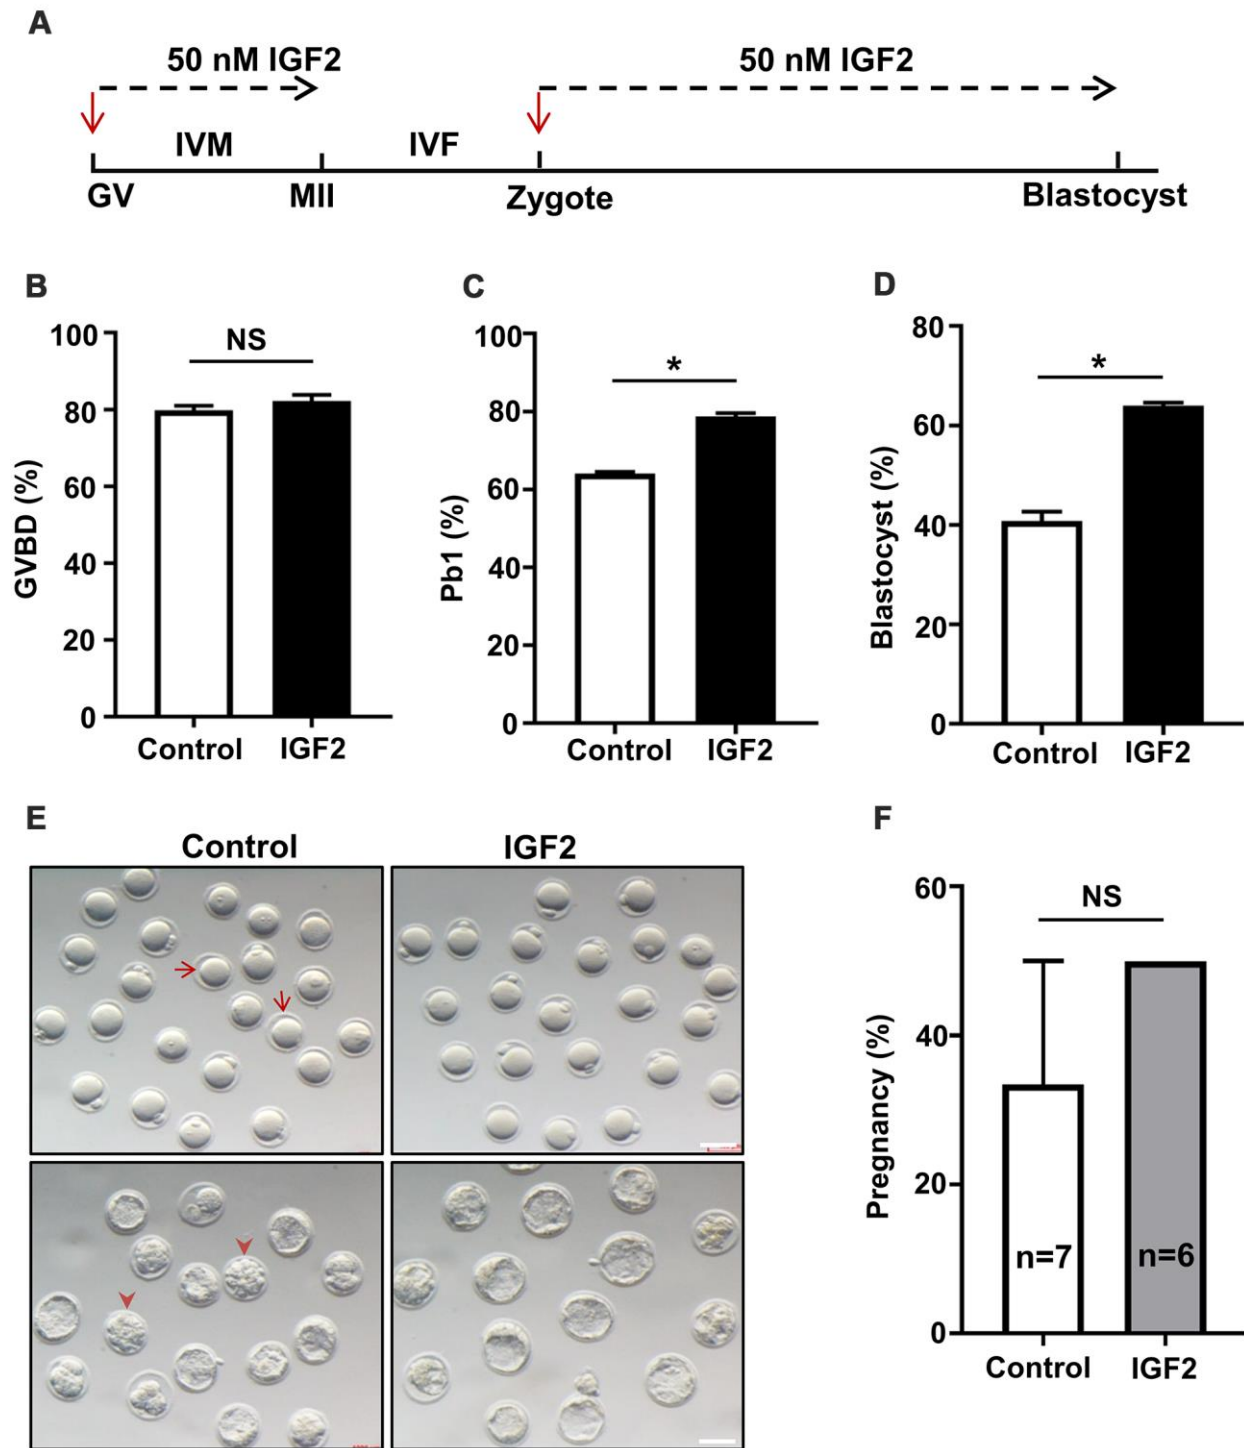 A
50 nM IGF2
50 nM IGF2
IVM
IVF
GV
MII
Zygote
Blastocyst
B
GVBD (%)
100
80
60
40
20
0
NS
Control
IGF2
C
Pb1 (%)
100
80
60
40
20
0
*
Control
IGF2
D
Blastocyst (%)
80
60
40
20
0
*
Control
IGF2
E
Control
IGF2
F
Pregnancy (%)
60
40
20
0
NS
n=7
n=6
Control
IGF2